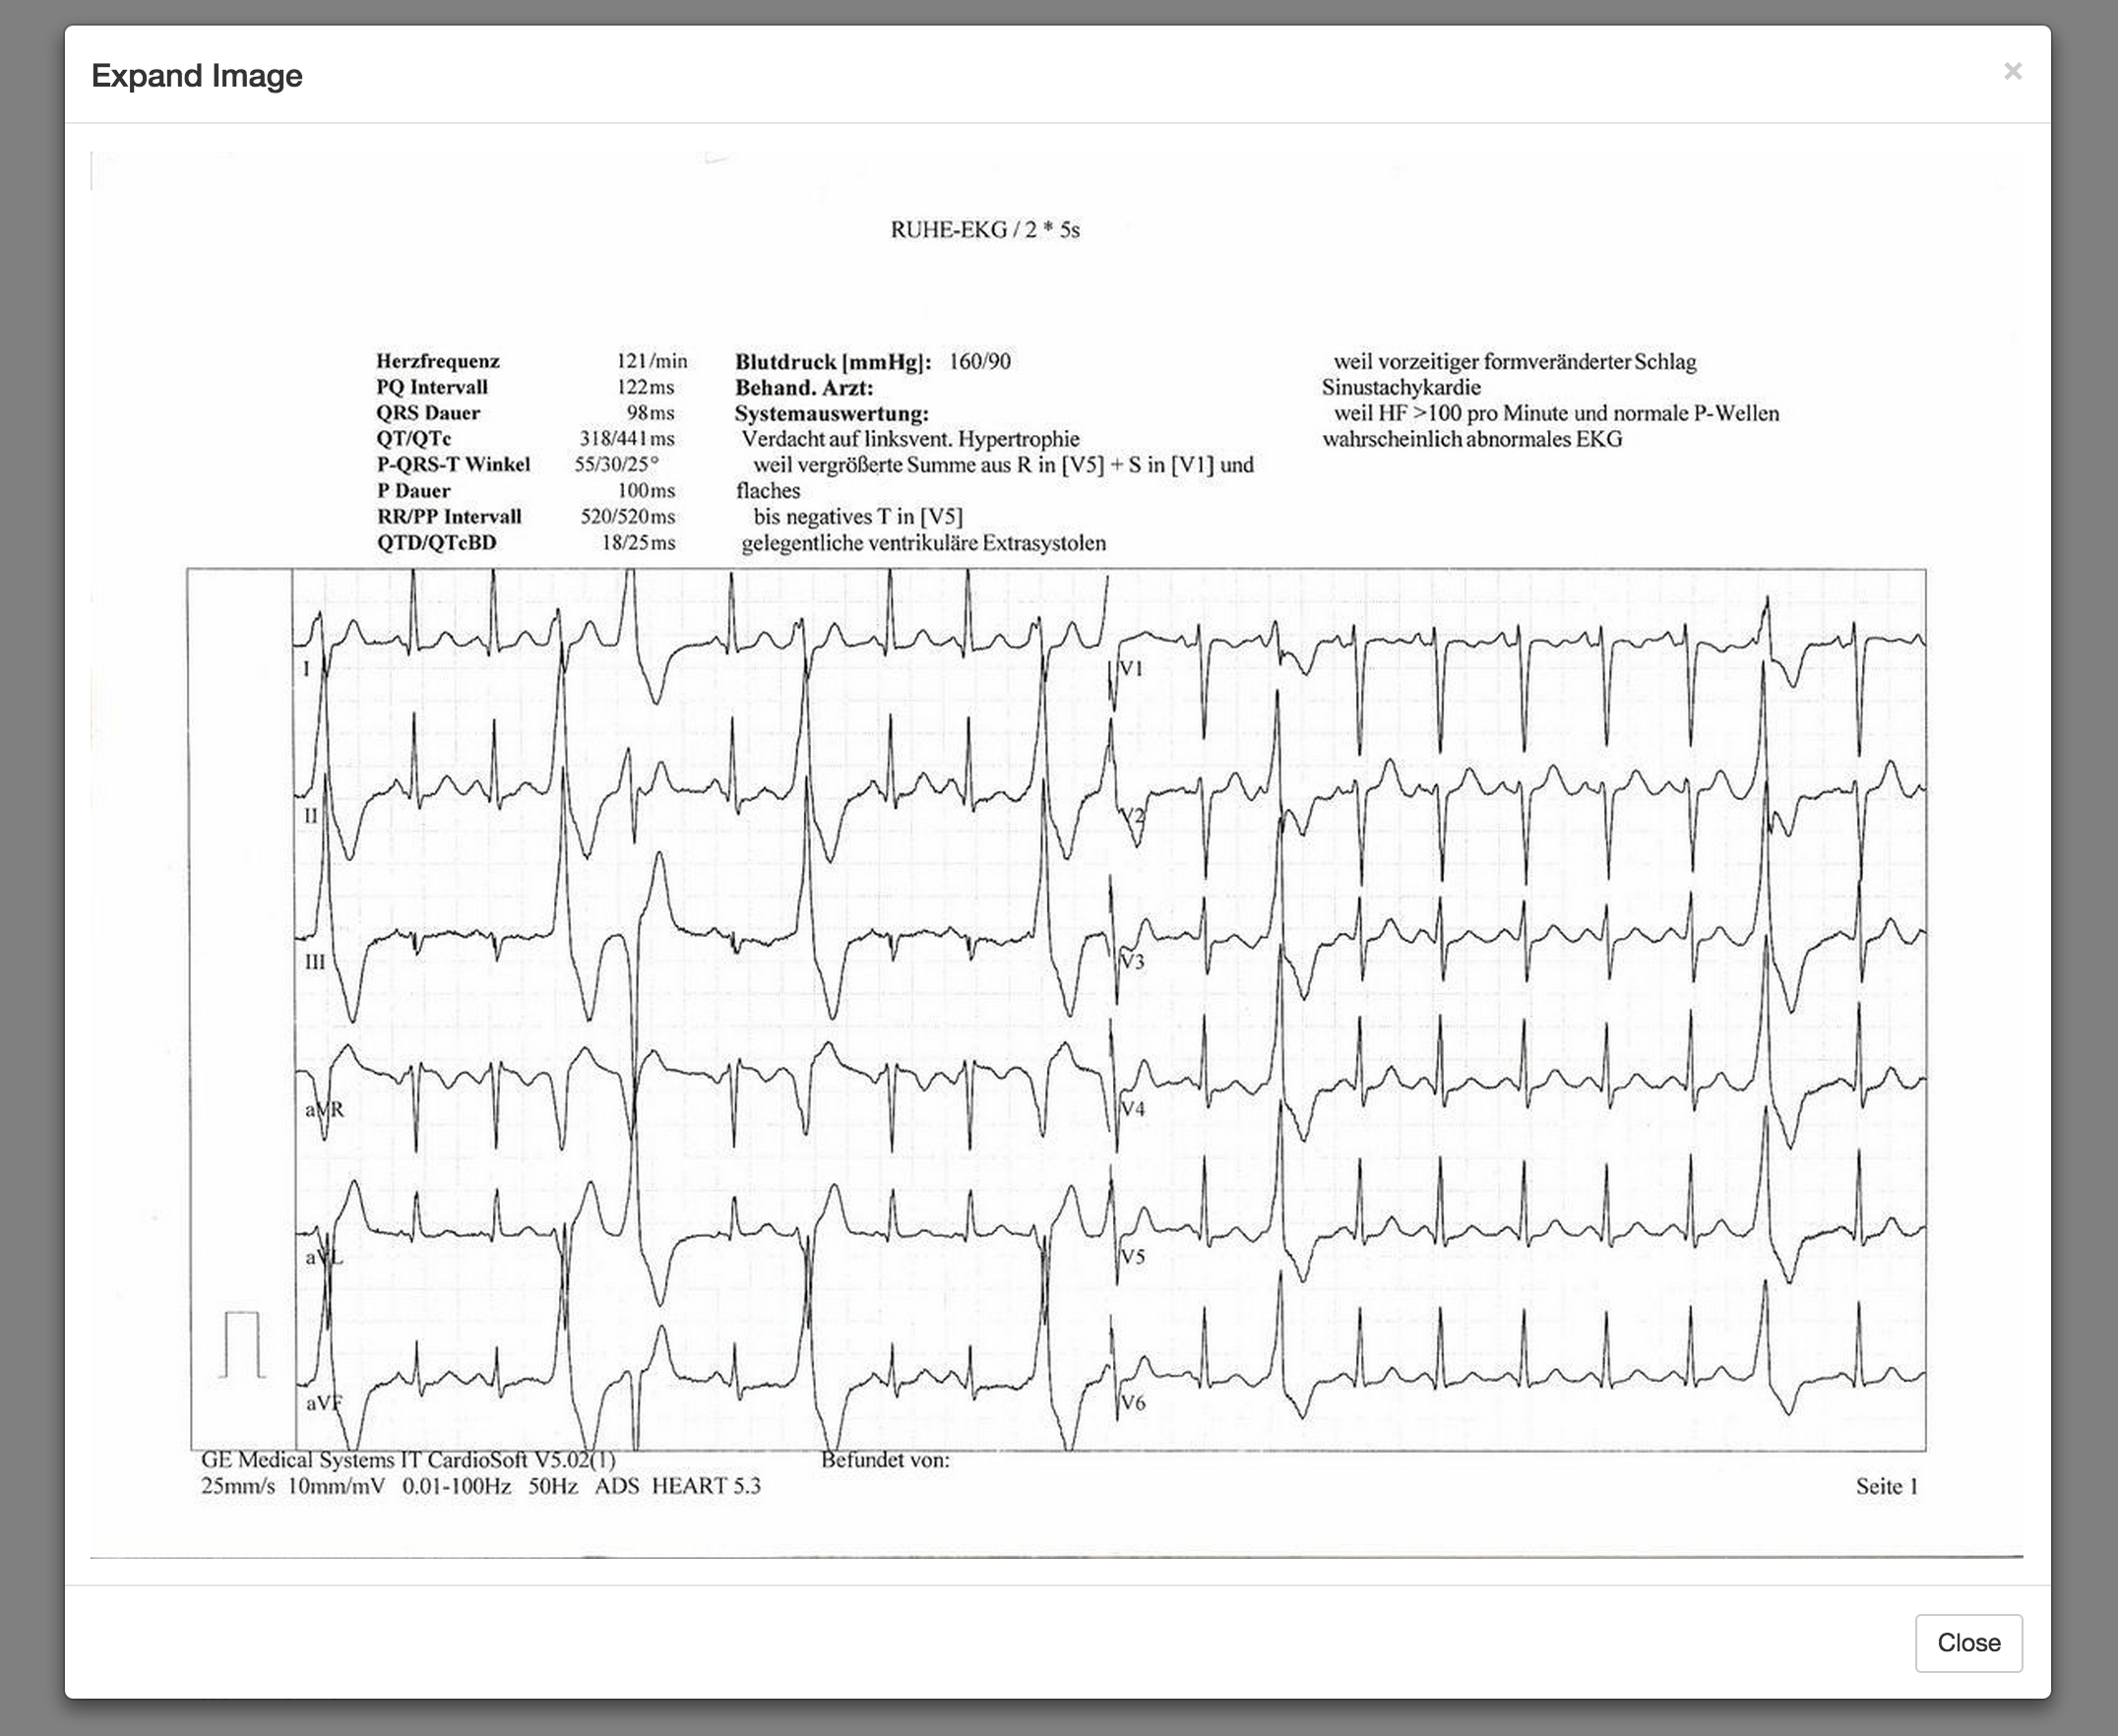 Expand Image
×
RUHE-EKG / 2 * 5s
Herzfrequenz 121/min
PQ Intervall 122ms
QRS Dauer 98ms
QT/QTc 318/441ms
P-QRS-T Winkel 55/30/25°
P Dauer 100ms
RR/PP Intervall 520/520ms
QTD/QTcBD 18/25ms
Blutdruck [mmHg]: 160/90
Behand. Arzt:
Systemauswertung:
Verdacht auf linksvent. Hypertrophie
weil vergrößerte Summe aus R in [V5] + S in [V1] und
flaches
bis negatives T in [V5]
gelegentliche ventrikuläre Extrasystolen
weil vorzeitiger formveränderter Schlag
Sinustachykardie
weil HF >100 pro Minute und normale P-Wellen
wahrscheinlich abnormales EKG
I
II
III
aVR
aVL
aVF
V1
V2
V3
V4
V5
V6
GE Medical Systems IT CardioSoft V5.02(1)
Befundet von:
25mm/s 10mm/mV 0.01-100Hz 50Hz ADS HEART 5.3
Seite 1
Close